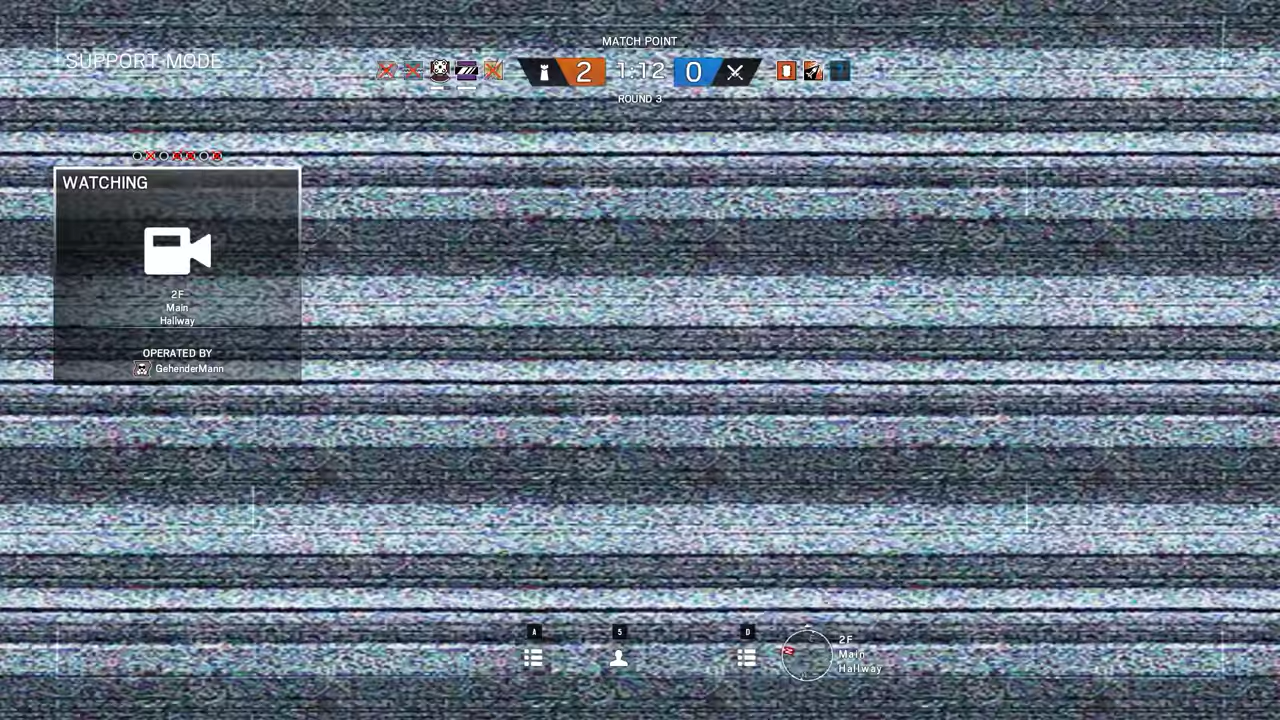 MATCH POINT
SUPPORT MODE
2 1:12 0
ROUND 3
WATCHING
2F
Main
Hallway
OPERATED BY
GehenderMann
A S D
2F
Main
Hallway